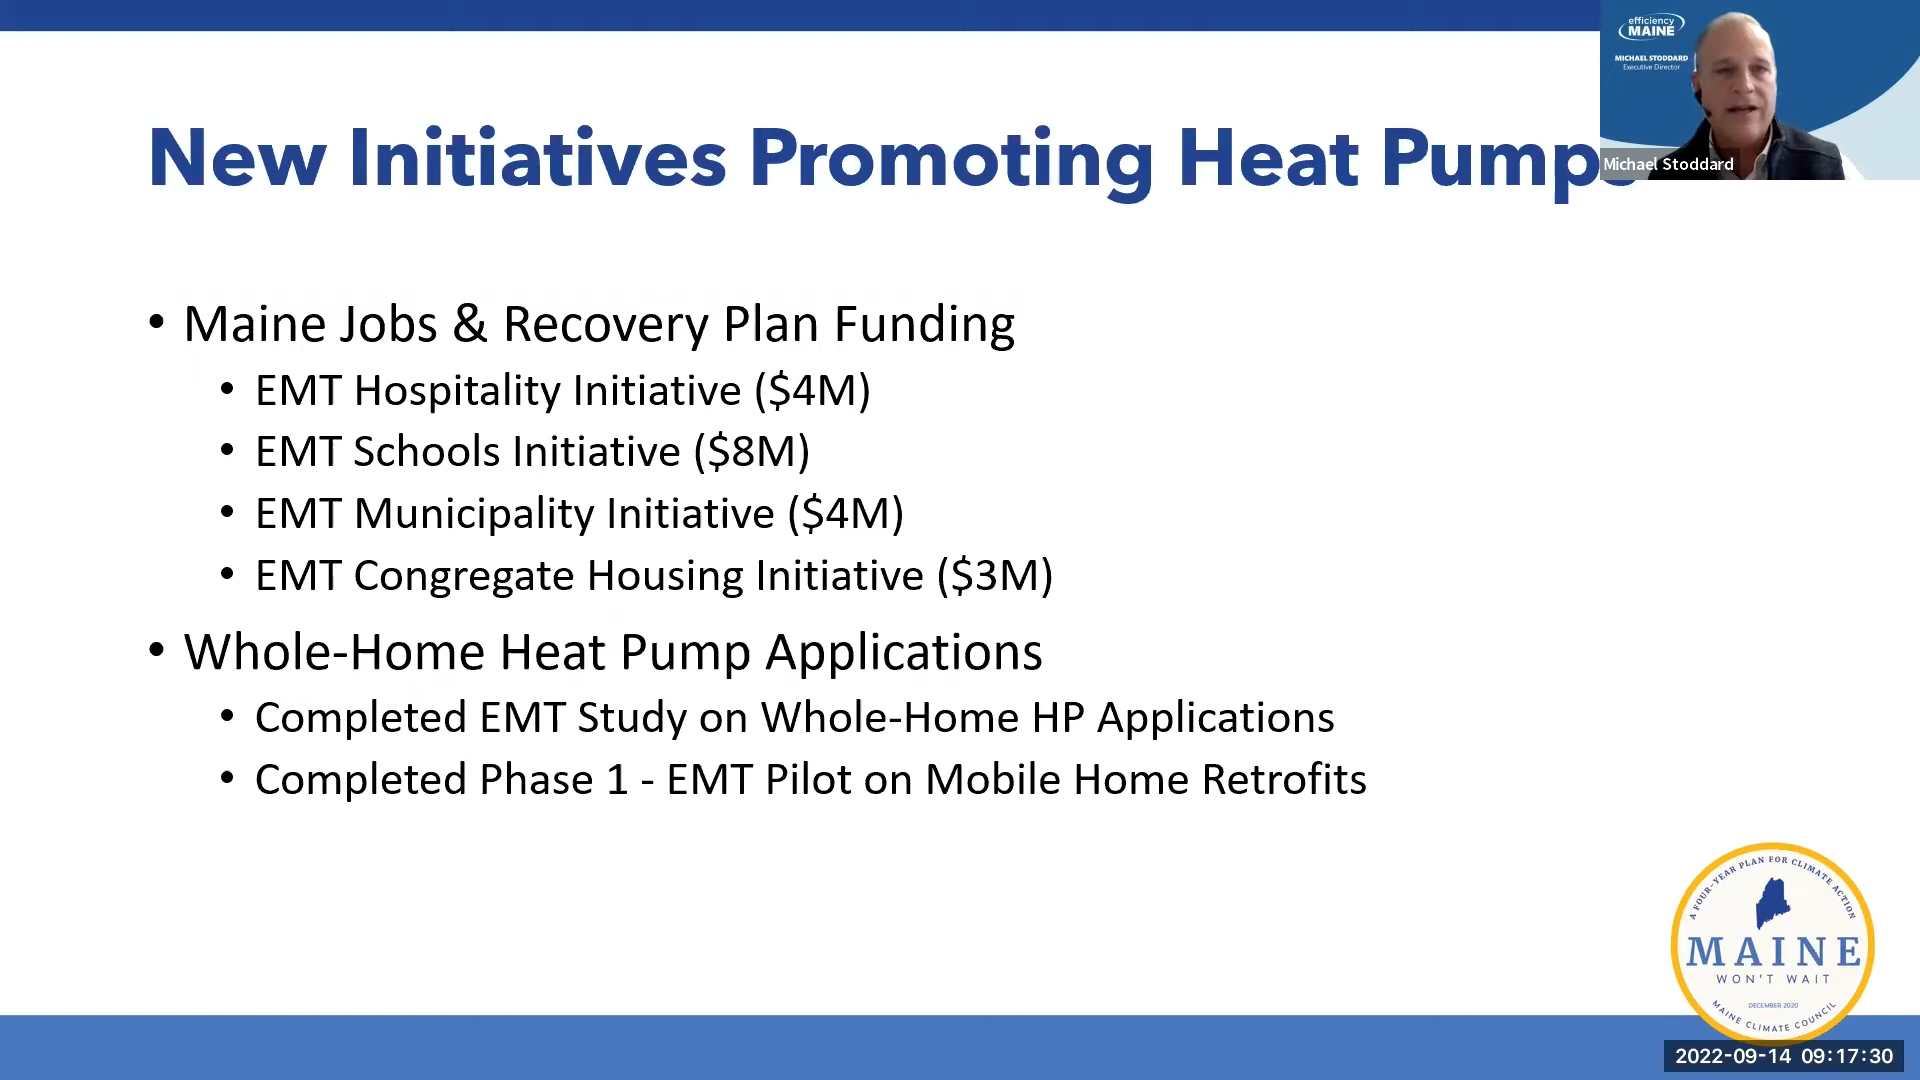 efficiency
MAINE
MICHAEL STODDARD
Executive Director
Michael Stoddard
New Initiatives Promoting Heat Pumps
• Maine Jobs & Recovery Plan Funding
• EMT Hospitality Initiative ($4M)
• EMT Schools Initiative ($8M)
• EMT Municipality Initiative ($4M)
• EMT Congregate Housing Initiative ($3M)
• Whole-Home Heat Pump Applications
• Completed EMT Study on Whole-Home HP Applications
• Completed Phase 1 - EMT Pilot on Mobile Home Retrofits
A FOUR-YEAR PLAN FOR CLIMATE ACTION
MAINE
WON'T WAIT
DECEMBER 2020
MAINE CLIMATE COUNCIL
2022-09-14 09:17:30